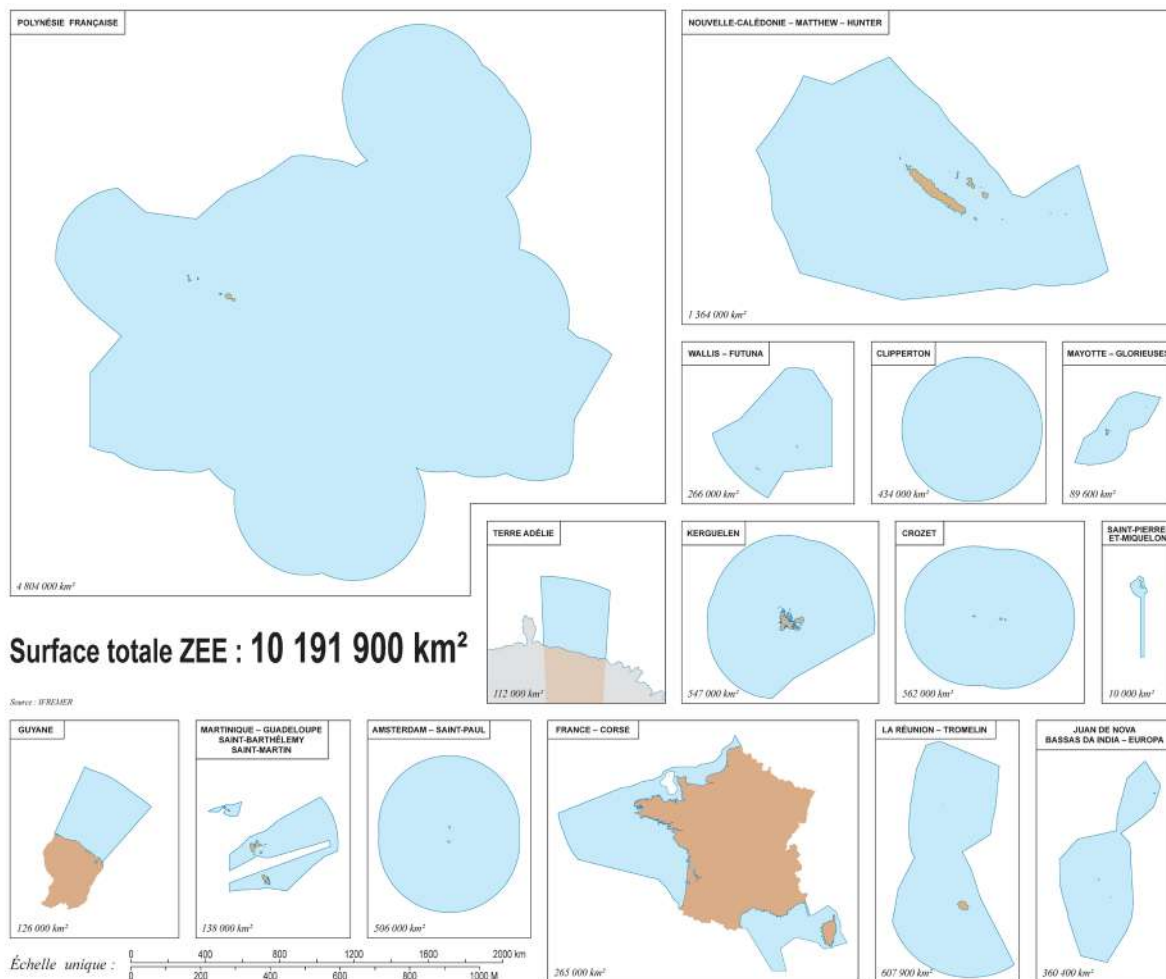 POLYNÉSIE FRANÇAISE
4 804 000 km²
NOUVELLE-CALÉDONIE – MATTHEW – HUNTER
1 364 000 km²
WALLIS – FUTUNA
266 000 km²
CLIPPERTON
434 000 km²
MAYOTTE – GLORIEUSES
89 600 km²
TERRE ADÉLIE
112 000 km²
KERGUELEN
547 000 km²
CROZET
562 000 km²
SAINT-PIERRE
ET-MIQUELON
10 000 km²
Surface totale ZEE : 10 191 900 km²
Source : IFREMER
GUYANE
126 000 km²
MARTINIQUE – GUADELOUPE
SAINT-BARTHÉLEMY
SAINT-MARTIN
138 000 km²
AMSTERDAM – SAINT-PAUL
506 000 km²
FRANCE – CORSE
265 000 km²
LA RÉUNION – TROMELIN
607 900 km²
JUAN DE NOVA
BASSAS DA INDIA – EUROPA
360 400 km²
Échelle unique :
0 400 800 1200 1600 2000 km
0 200 400 600 800 1000 M